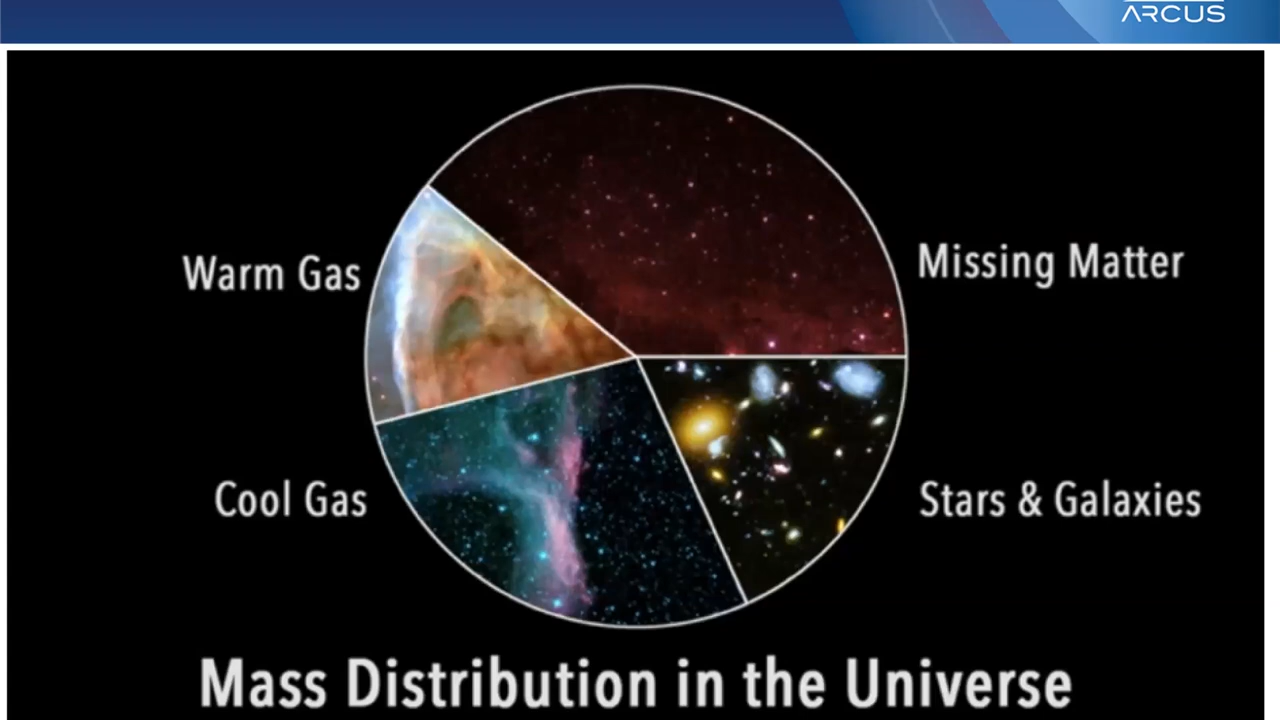 ARCUS
Warm Gas
Missing Matter
Cool Gas
Stars & Galaxies
Mass Distribution in the Universe